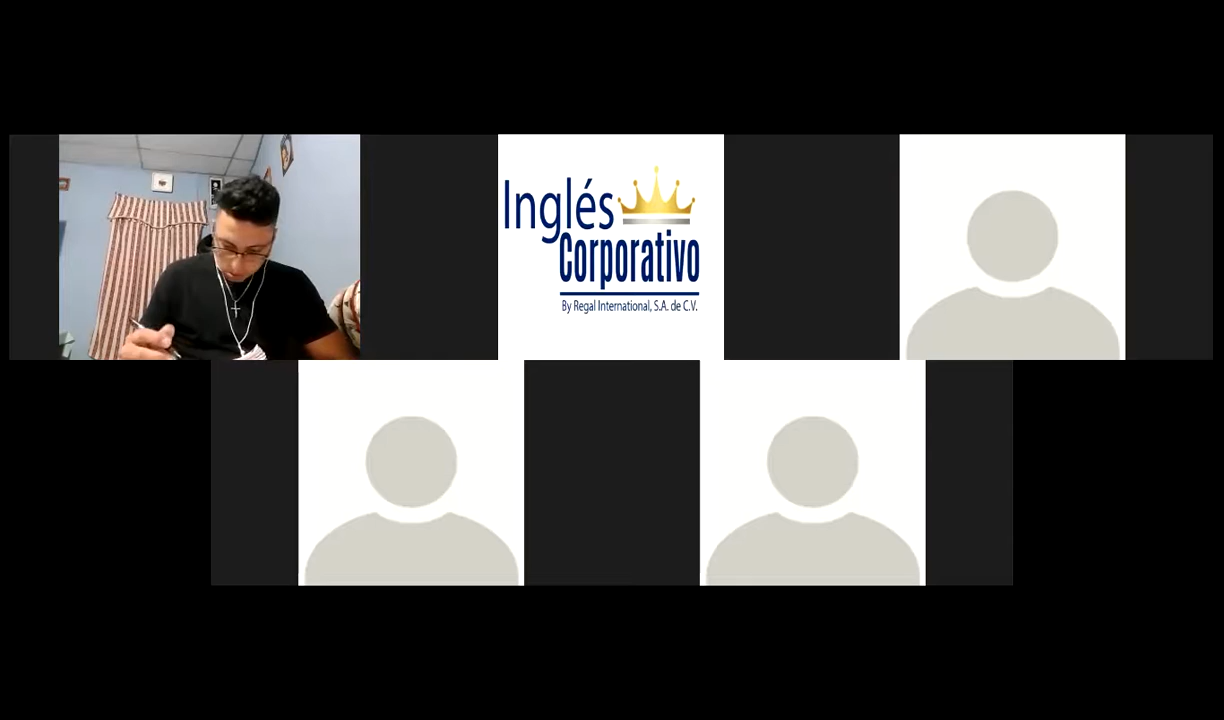 Inglés
Corporativo
By Regal International, S.A. de C.V.